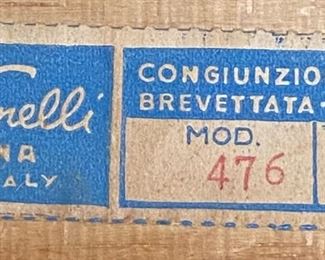 nelli
NA
ALY
CONGIUNZIO
BREVETTATA
MOD.
476